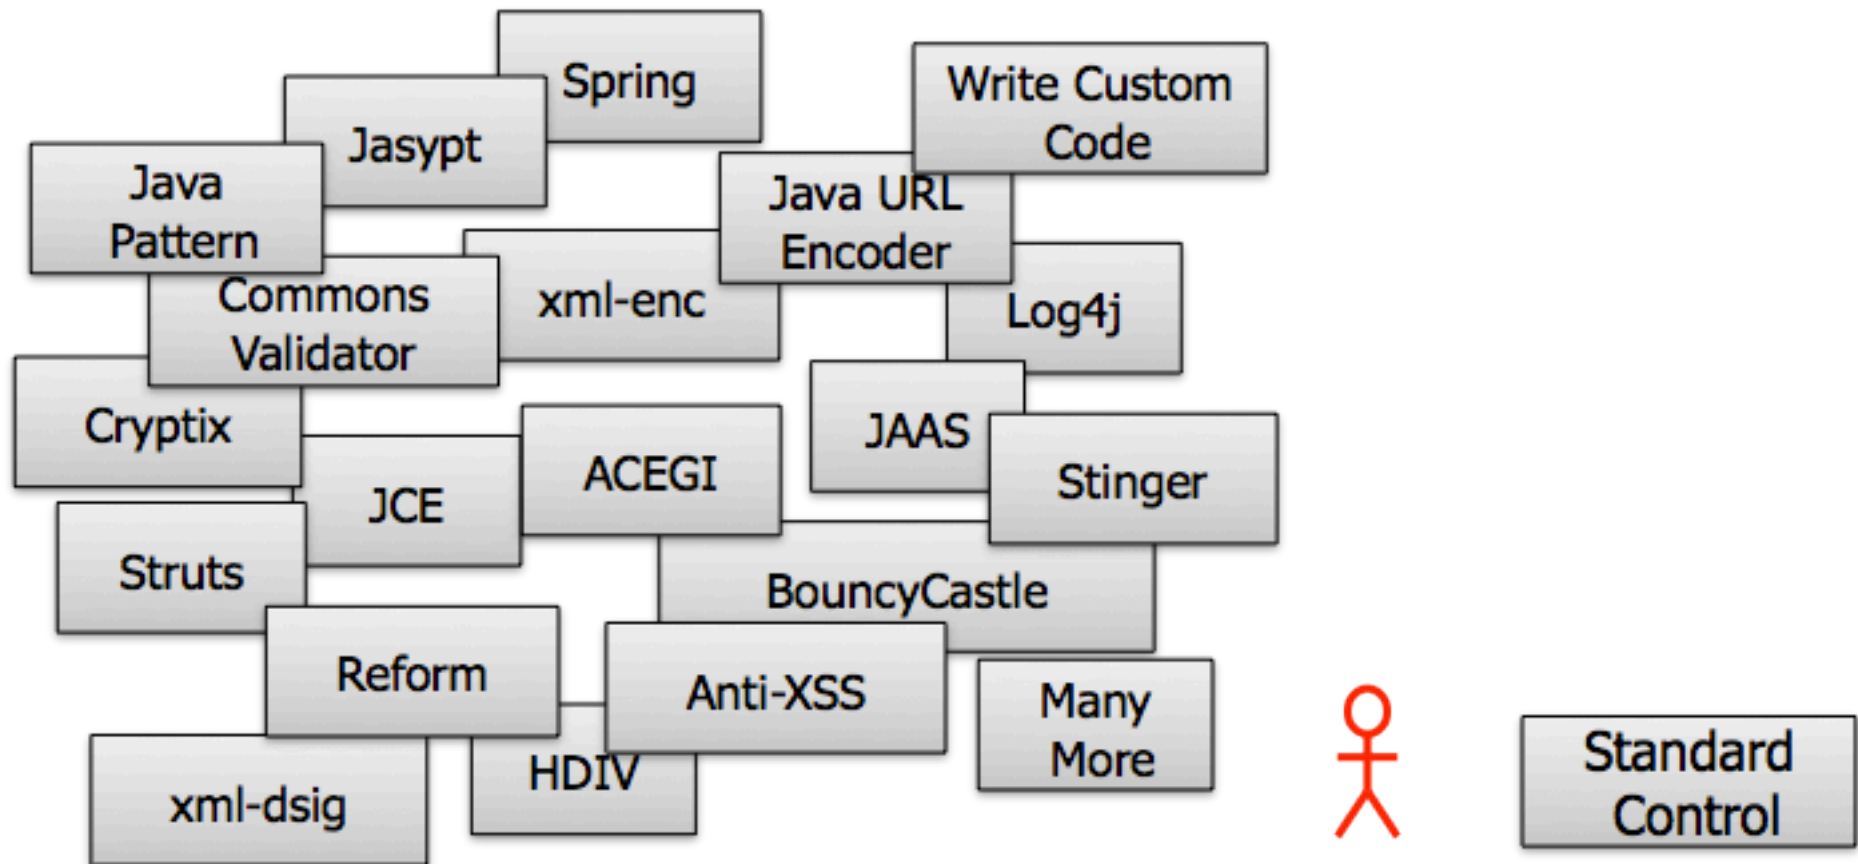 Spring
Write Custom
Code
Jasypt
Java
Pattern
Java URL
Encoder
Commons
Validator
xml-enc
Log4j
Cryptix
JAAS
ACEGI
Stinger
JCE
Struts
BouncyCastle
Reform
Anti-XSS
Many
More
HDIV
xml-dsig
Standard
Control